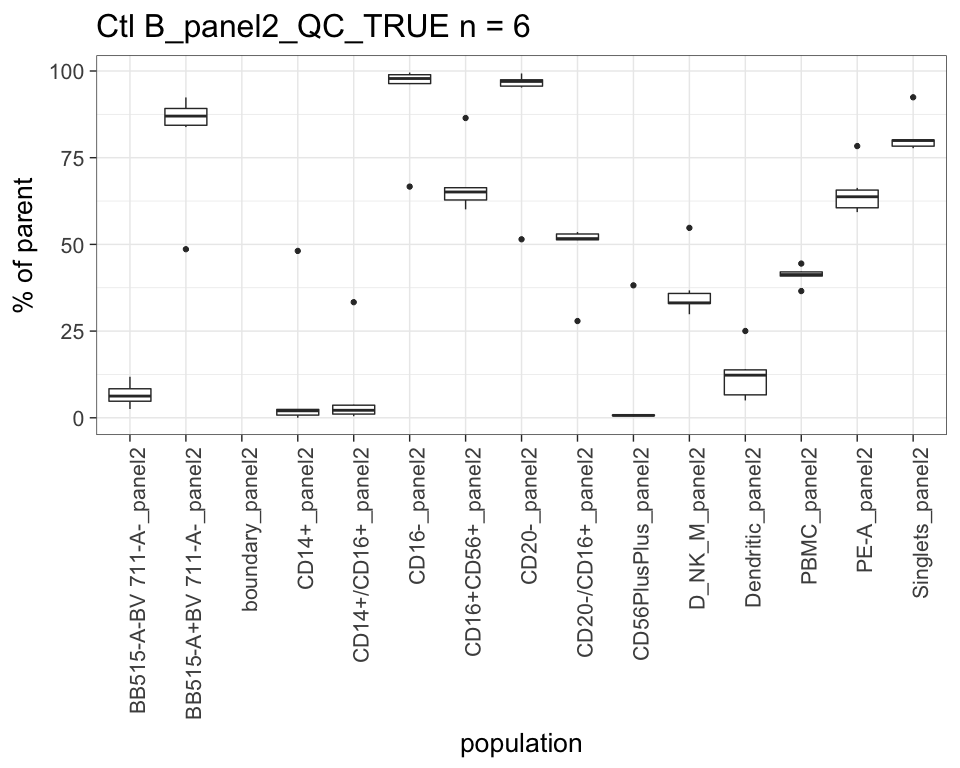 Ctl B_panel2_QC_TRUE n = 6
100
75
50
25
0
% of parent
BB515-A-BV 711-A-_panel2
BB515-A+BV 711-A-_panel2
boundary_panel2
CD14+_panel2
CD14+/CD16+_panel2
CD16-_panel2
CD16+CD56+_panel2
CD20-_panel2
CD20-/CD16+_panel2
CD56PlusPlus_panel2
D_NK_M_panel2
Dendritic_panel2
PBMC_panel2
PE-A_panel2
Singlets_panel2
population